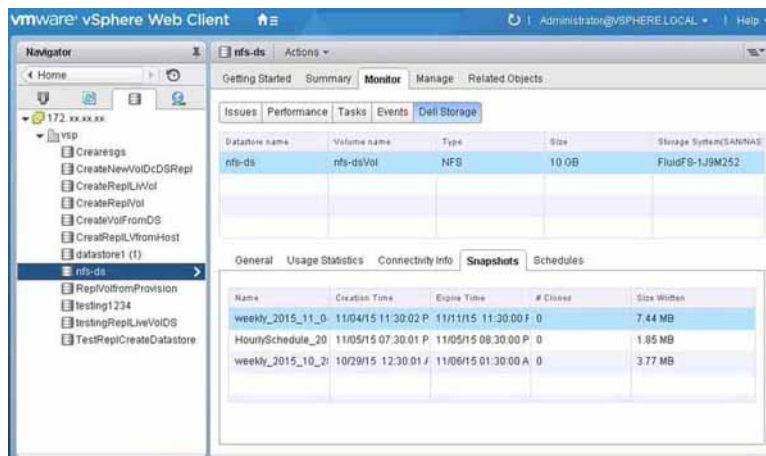 vmware® vSphere Web Client
Administrator@VSPHERE.LOCAL
Help
Navigator
Home
172.xx.xx.xx
vsp
Crearesgs
CreateNewVolDcDSRepl
CreateReplLivVol
CreateReplVol
CreateVolFromDS
CreatReplLVfromHost
datastore1 (1)
nfs-ds
ReplVolfromProvision
testing1234
testingReplLiveVolDS
TestReplCreateDatastore
nfs-ds Actions
Getting Started Summary Monitor Manage Related Objects
Issues Performance Tasks Events Dell Storage
Datastore name Volume name Type Size Storage System(SAN/NAS
nfs-ds nfs-dsVol NFS 10 GB FluidFS-1J9M252
General Usage Statistics Connectivity Info Snapshots Schedules
Name Creation Time Expire Time # Clones Size Written
weekly_2015_11_0 11/04/15 11:30:02 P 11/11/15 11:30:00 F 0 7.44 MB
HourlySchedule_20 11/05/15 07:30:01 P 11/05/15 08:30:00 P 0 1.85 MB
weekly_2015_10_2 10/29/15 12:30:01 A 11/06/15 01:30:00 A 0 3.77 MB